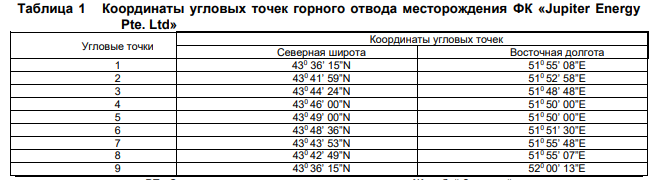 Таблица 1 Координаты угловых точек горного отвода месторождения ФК «Jupiter Energy
Pte. Ltd»
Угловые точки Координаты угловых точек
Северная широта Восточная долгота
1 43⁰ 36' 15"N 51⁰ 55' 08"E
2 43⁰ 41' 59"N 51⁰ 52' 58"E
3 43⁰ 44' 24"N 51⁰ 48' 48"E
4 43⁰ 46' 00"N 51⁰ 50' 00"E
5 43⁰ 49' 00"N 51⁰ 50' 00"E
6 43⁰ 48' 36"N 51⁰ 51' 30"E
7 43⁰ 43' 53"N 51⁰ 55' 48"E
8 43⁰ 42' 49"N 51⁰ 55' 07"E
9 43⁰ 36' 15"N 52⁰ 00' 13"E